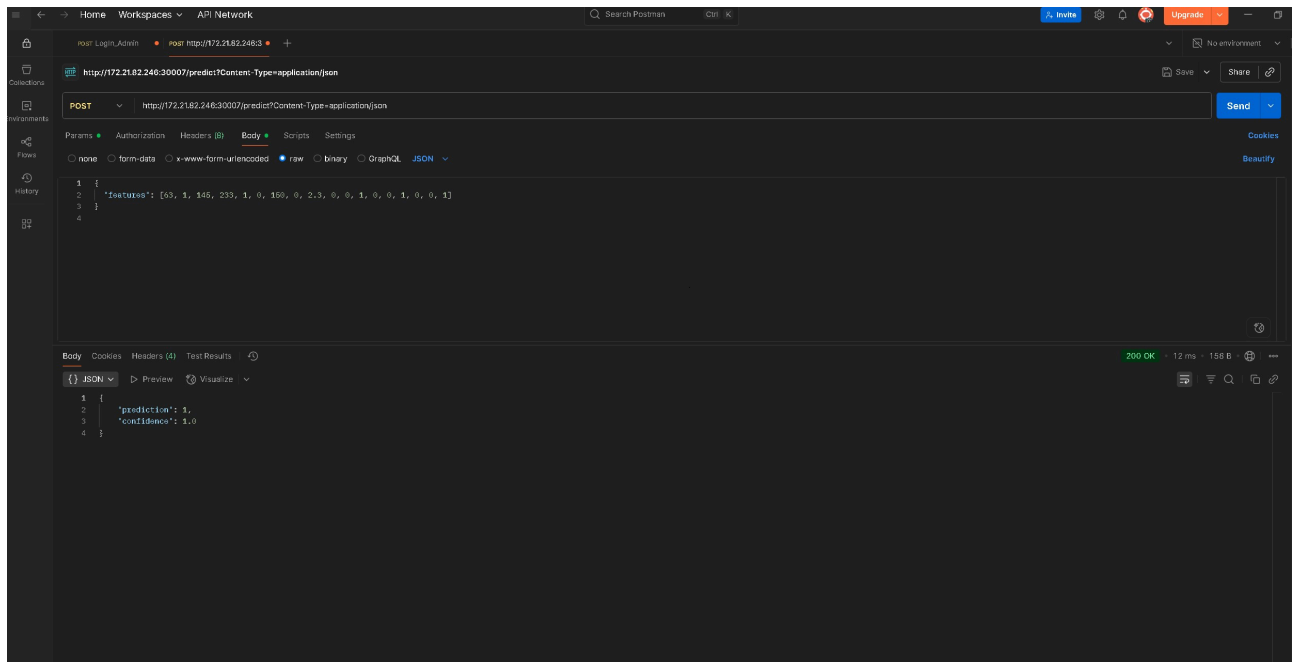 Home Workspaces API Network Search Postman Ctrl K Invite Upgrade
POST Login_Admin POST http://172.21.82.246:3 No environment
Collections HTTP http://172.21.82.246:30007/predict?Content-Type=application/json Save Share
Environments POST http://172.21.82.246:30007/predict?Content-Type=application/json Send
Flows Params Authorization Headers (8) Body Scripts Settings Cookies
none form-data x-www-form-urlencoded raw binary GraphQL JSON Beautify
History
1 {
2 "features": [63, 1, 145, 233, 1, 0, 150, 0, 2.3, 0, 0, 1, 0, 0, 1, 0, 0, 1]
3 }
4
Body Cookies Headers (4) Test Results 200 OK 12 ms 158 B
{} JSON Preview Visualize
1 {
2 "prediction": 1,
3 "confidence": 1.0
4 }